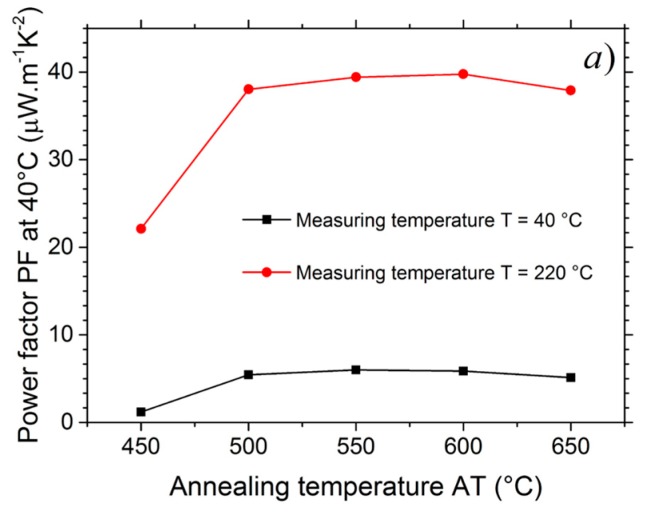 a)
Power factor PF at 40°C (μW.m⁻¹K⁻²)
40
30
20
10
0
Measuring temperature T = 40 °C
Measuring temperature T = 220 °C
450 500 550 600 650
Annealing temperature AT (°C)